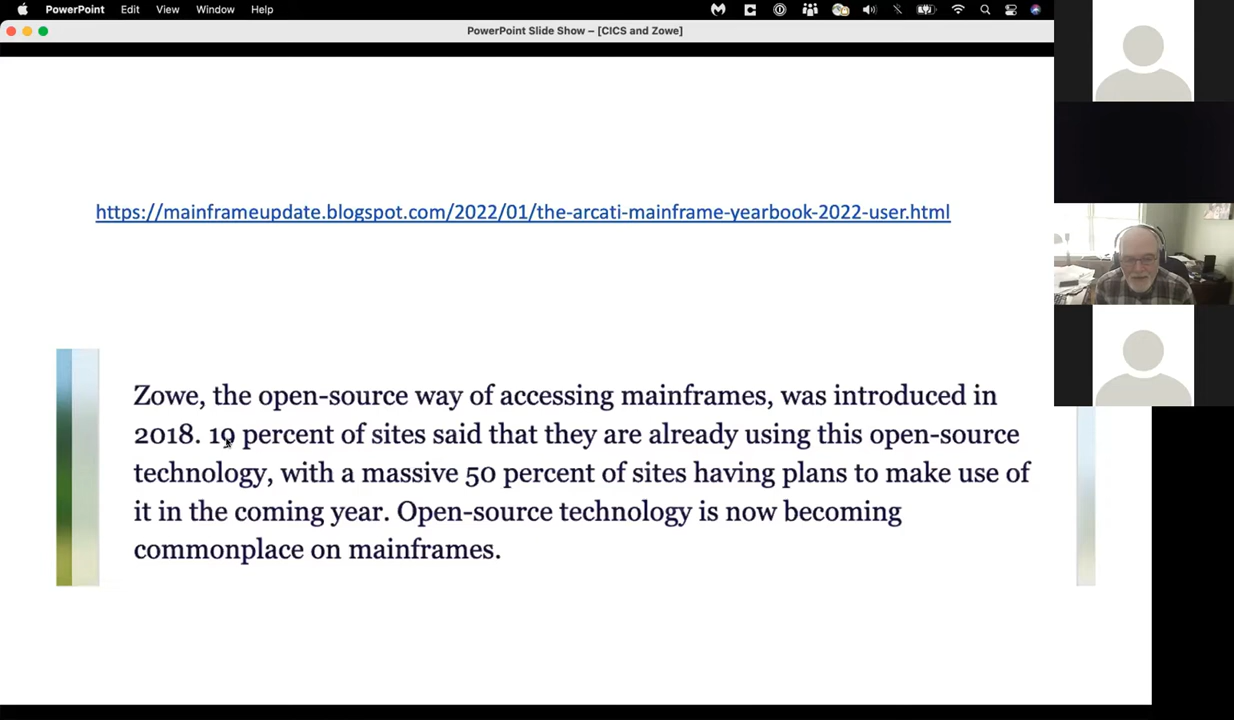 PowerPoint Edit View Window Help
PowerPoint Slide Show – [CICS and Zowe]
https://mainframeupdate.blogspot.com/2022/01/the-arcati-mainframe-yearbook-2022-user.html
Zowe, the open-source way of accessing mainframes, was introduced in
2018. 19 percent of sites said that they are already using this open-source
technology, with a massive 50 percent of sites having plans to make use of
it in the coming year. Open-source technology is now becoming
commonplace on mainframes.